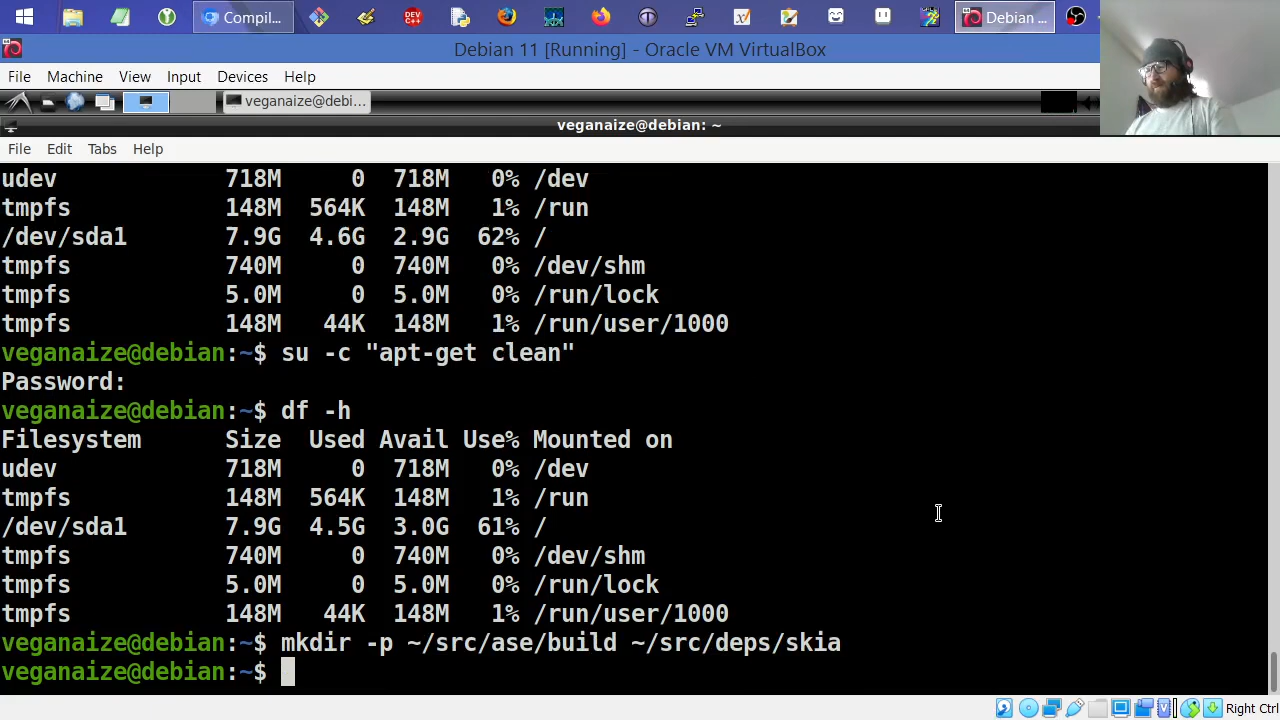 Compil...
Debian ...
Debian 11 [Running] - Oracle VM VirtualBox
File Machine View Input Devices Help
veganaize@debi...
veganaize@debian: ~
File Edit Tabs Help
udev 718M 0 718M 0% /dev
tmpfs 148M 564K 148M 1% /run
/dev/sda1 7.9G 4.6G 2.9G 62% /
tmpfs 740M 0 740M 0% /dev/shm
tmpfs 5.0M 0 5.0M 0% /run/lock
tmpfs 148M 44K 148M 1% /run/user/1000
veganaize@debian:~$ su -c "apt-get clean"
Password:
veganaize@debian:~$ df -h
Filesystem Size Used Avail Use% Mounted on
udev 718M 0 718M 0% /dev
tmpfs 148M 564K 148M 1% /run
/dev/sda1 7.9G 4.5G 3.0G 61% /
tmpfs 740M 0 740M 0% /dev/shm
tmpfs 5.0M 0 5.0M 0% /run/lock
tmpfs 148M 44K 148M 1% /run/user/1000
veganaize@debian:~$ mkdir -p ~/src/ase/build ~/src/deps/skia
veganaize@debian:~$
Right Ctrl